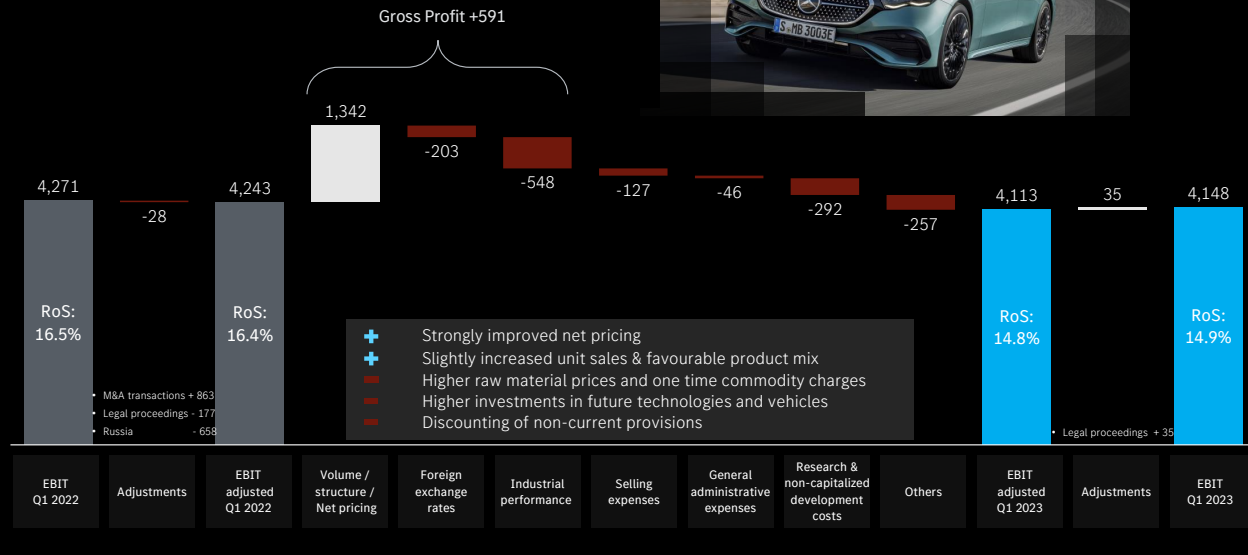 Gross Profit +591
S MB 3003E
1,342
-203
-548
-127
-46
-292
-257
4,271
-28
4,243
4,113
35
4,148
RoS:
16.5%
RoS:
16.4%
RoS:
14.8%
RoS:
14.9%
Strongly improved net pricing
Slightly increased unit sales & favourable product mix
Higher raw material prices and one time commodity charges
Higher investments in future technologies and vehicles
Discounting of non-current provisions
• M&A transactions + 863
• Legal proceedings - 177
• Russia - 658
• Legal proceedings + 35
EBIT
Q1 2022
Adjustments
EBIT
adjusted
Q1 2022
Volume /
structure /
Net pricing
Foreign
exchange
rates
Industrial
performance
Selling
expenses
General
administrative
expenses
Research &
non-capitalized
development
costs
Others
EBIT
adjusted
Q1 2023
Adjustments
EBIT
Q1 2023